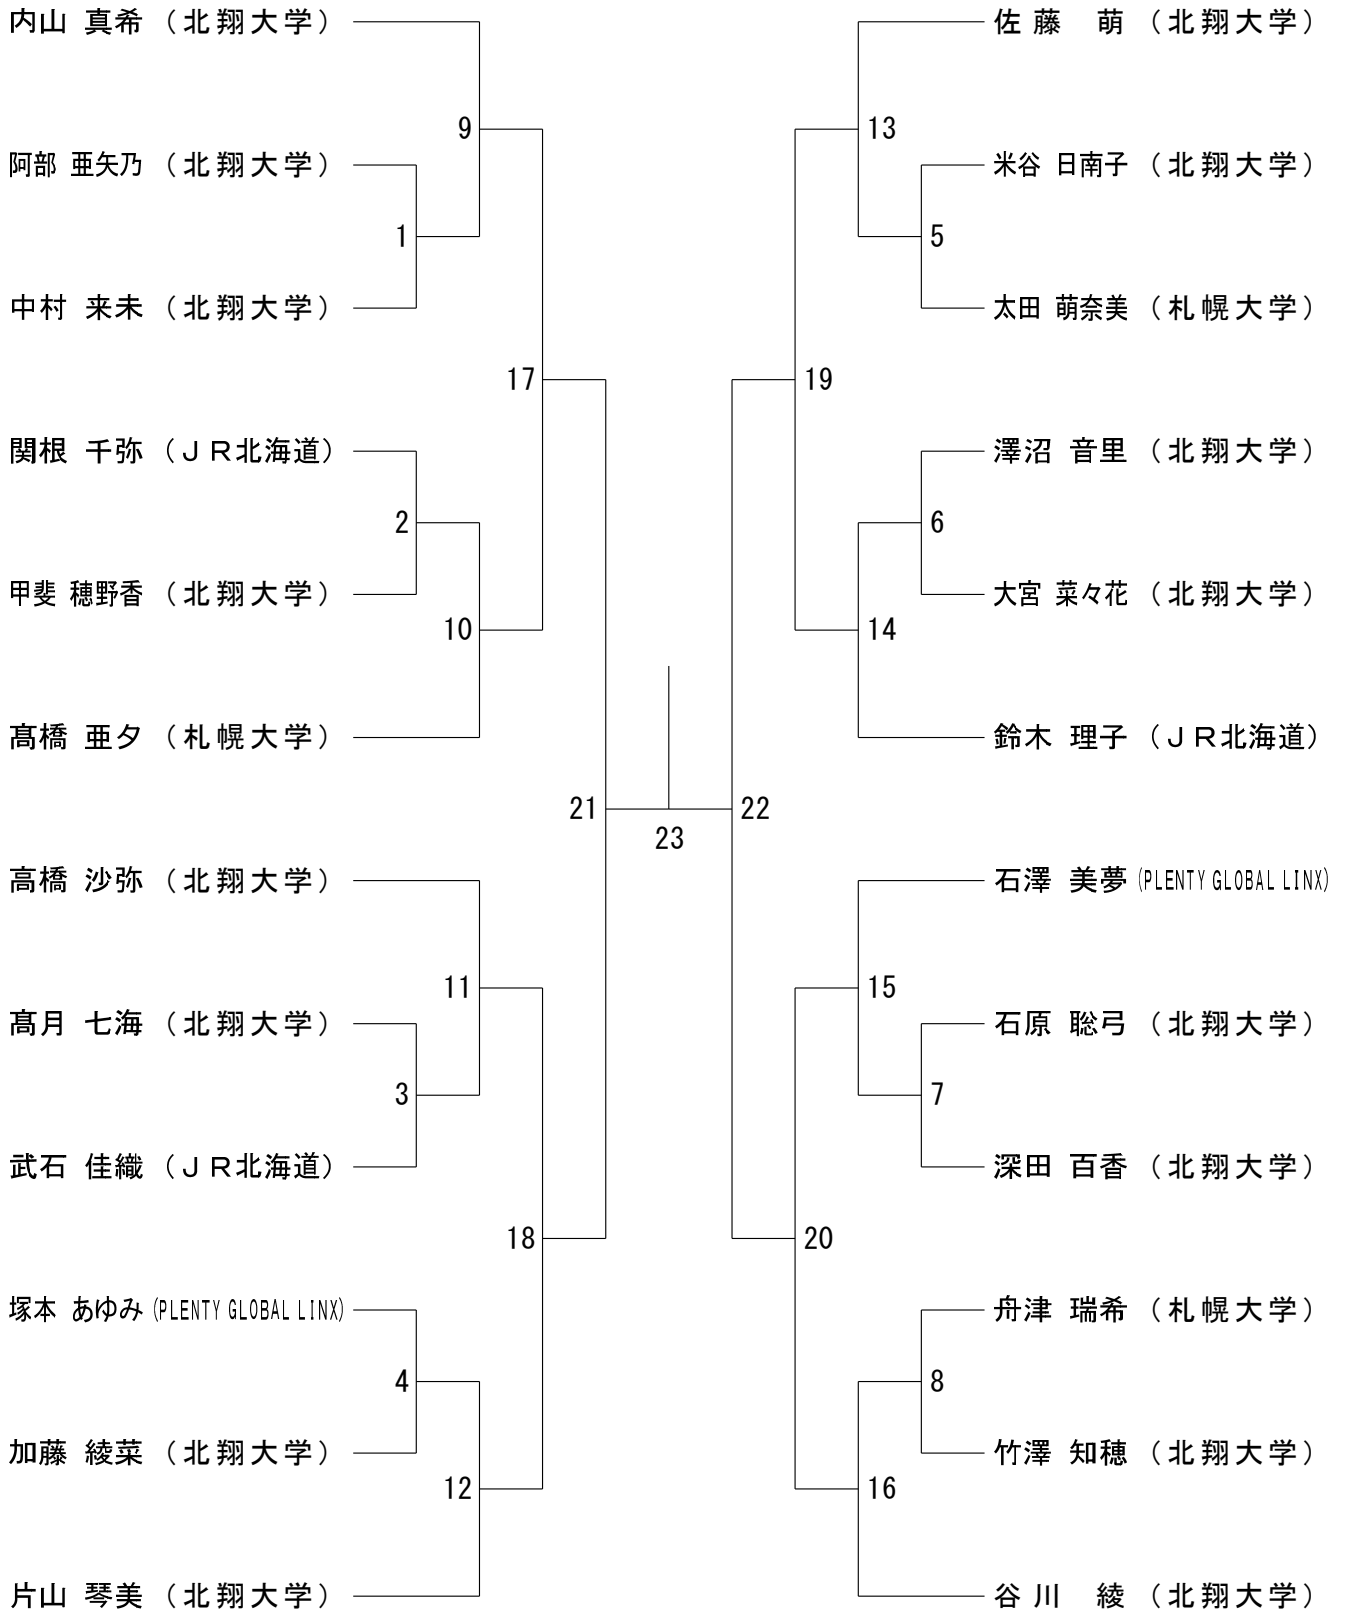 内山 真希 (北翔大学)
9
阿部 亜矢乃 (北翔大学)
1
中村 来未 (北翔大学)
17
関根 千弥 (ＪＲ北海道)
2
甲斐 穂野香 (北翔大学)
10
髙橋 亜夕 (札幌大学)
21
高橋 沙弥 (北翔大学)
11
髙月 七海 (北翔大学)
3
武石 佳織 (ＪＲ北海道)
18
塚本 あゆみ (PLENTY GLOBAL LINX)
4
加藤 綾菜 (北翔大学)
12
片山 琴美 (北翔大学)
23
佐藤 萌 (北翔大学)
13
米谷 日南子 (北翔大学)
5
太田 萌奈美 (札幌大学)
19
澤沼 音里 (北翔大学)
6
大宮 菜々花 (北翔大学)
14
鈴木 理子 (ＪＲ北海道)
22
石澤 美夢 (PLENTY GLOBAL LINX)
15
石原 聡弓 (北翔大学)
7
深田 百香 (北翔大学)
20
舟津 瑞希 (札幌大学)
8
竹澤 知穂 (北翔大学)
16
谷川 綾 (北翔大学)